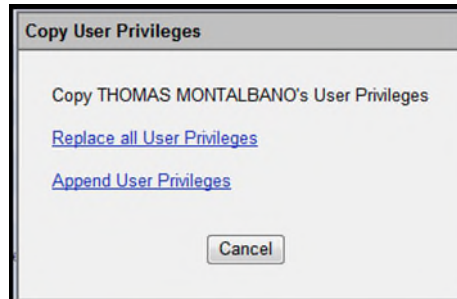 Copy User Privileges
Copy THOMAS MONTALBANO's User Privileges
Replace all User Privileges
Append User Privileges
Cancel